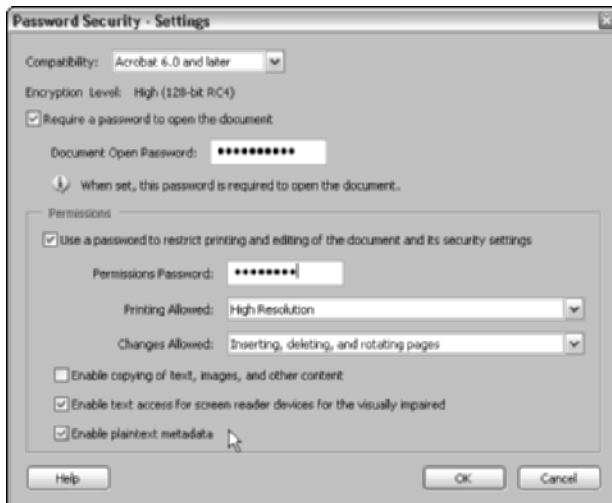 Password Security - Settings
Compatibility: Acrobat 6.0 and later
Encryption Level: High (128-bit RC4)
Require a password to open the document
Document Open Password: ••••••••••
When set, this password is required to open the document.
Permissions
Use a password to restrict printing and editing of the document and its security settings
Permissions Password: ••••••••
Printing Allowed: High Resolution
Changes Allowed: Inserting, deleting, and rotating pages
Enable copying of text, images, and other content
Enable text access for screen reader devices for the visually impaired
Enable plaintext metadata
Help OK Cancel